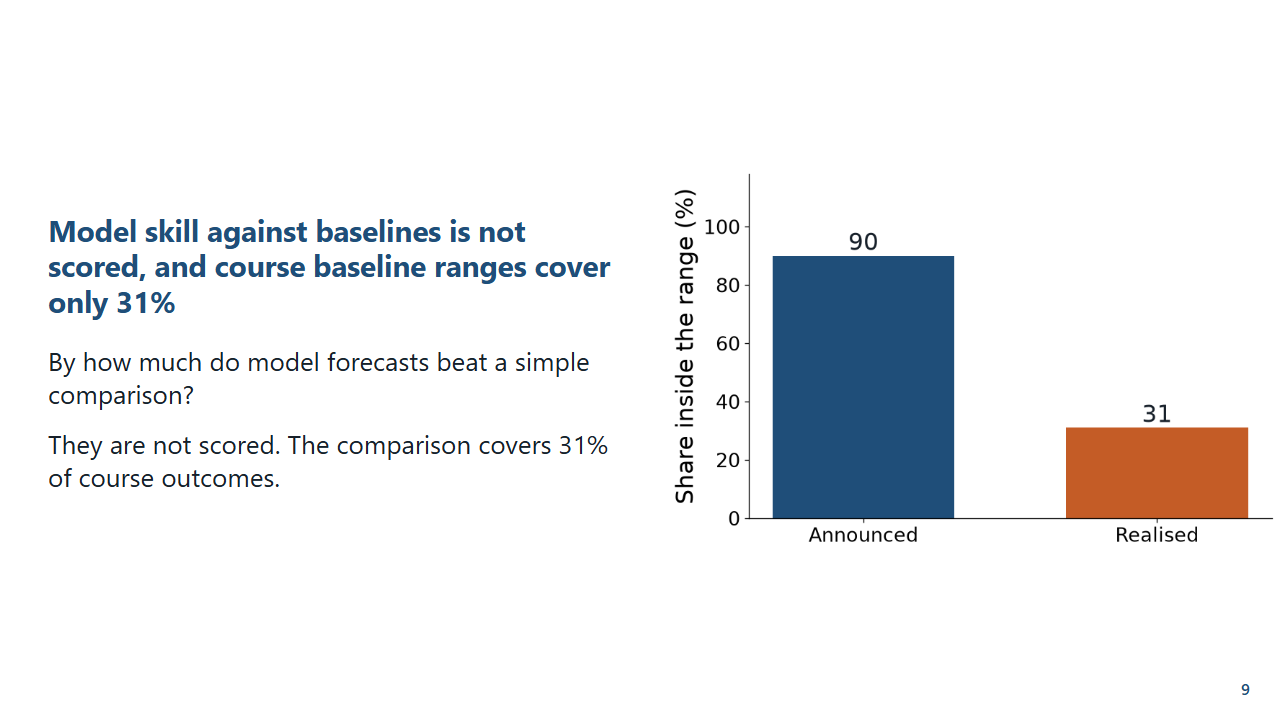 Model skill against baselines is not
scored, and course baseline ranges cover
only 31%
By how much do model forecasts beat a simple
comparison?
They are not scored. The comparison covers 31%
of course outcomes.
Share inside the range (%)
100
80
60
40
20
0
90
31
Announced
Realised
9